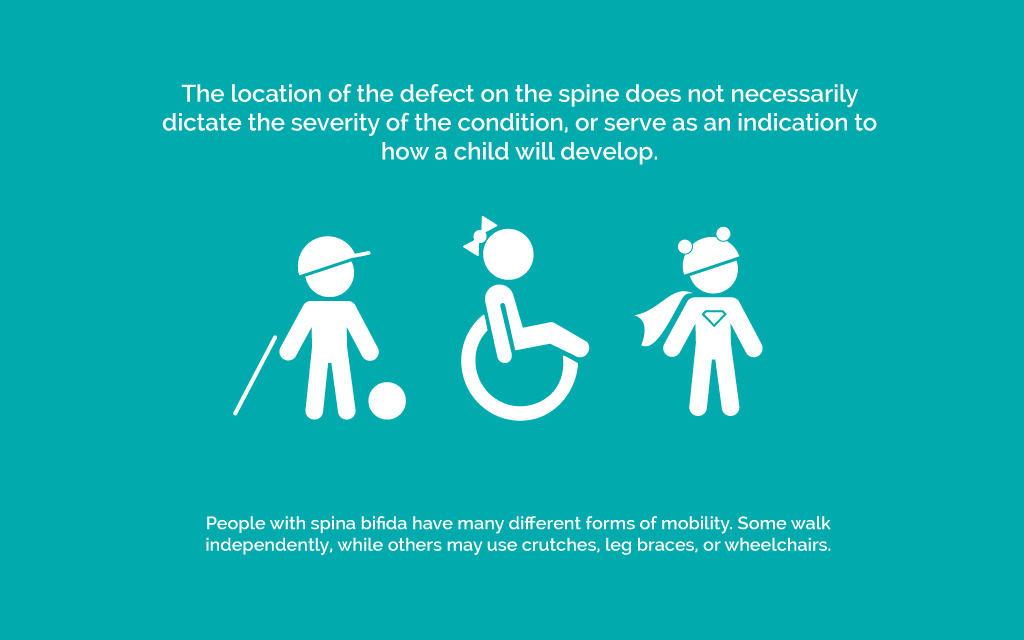 The location of the defect on the spine does not necessarily
dictate the severity of the condition, or serve as an indication to
how a child will develop.
People with spina bifida have many different forms of mobility. Some walk
independently, while others may use crutches, leg braces, or wheelchairs.